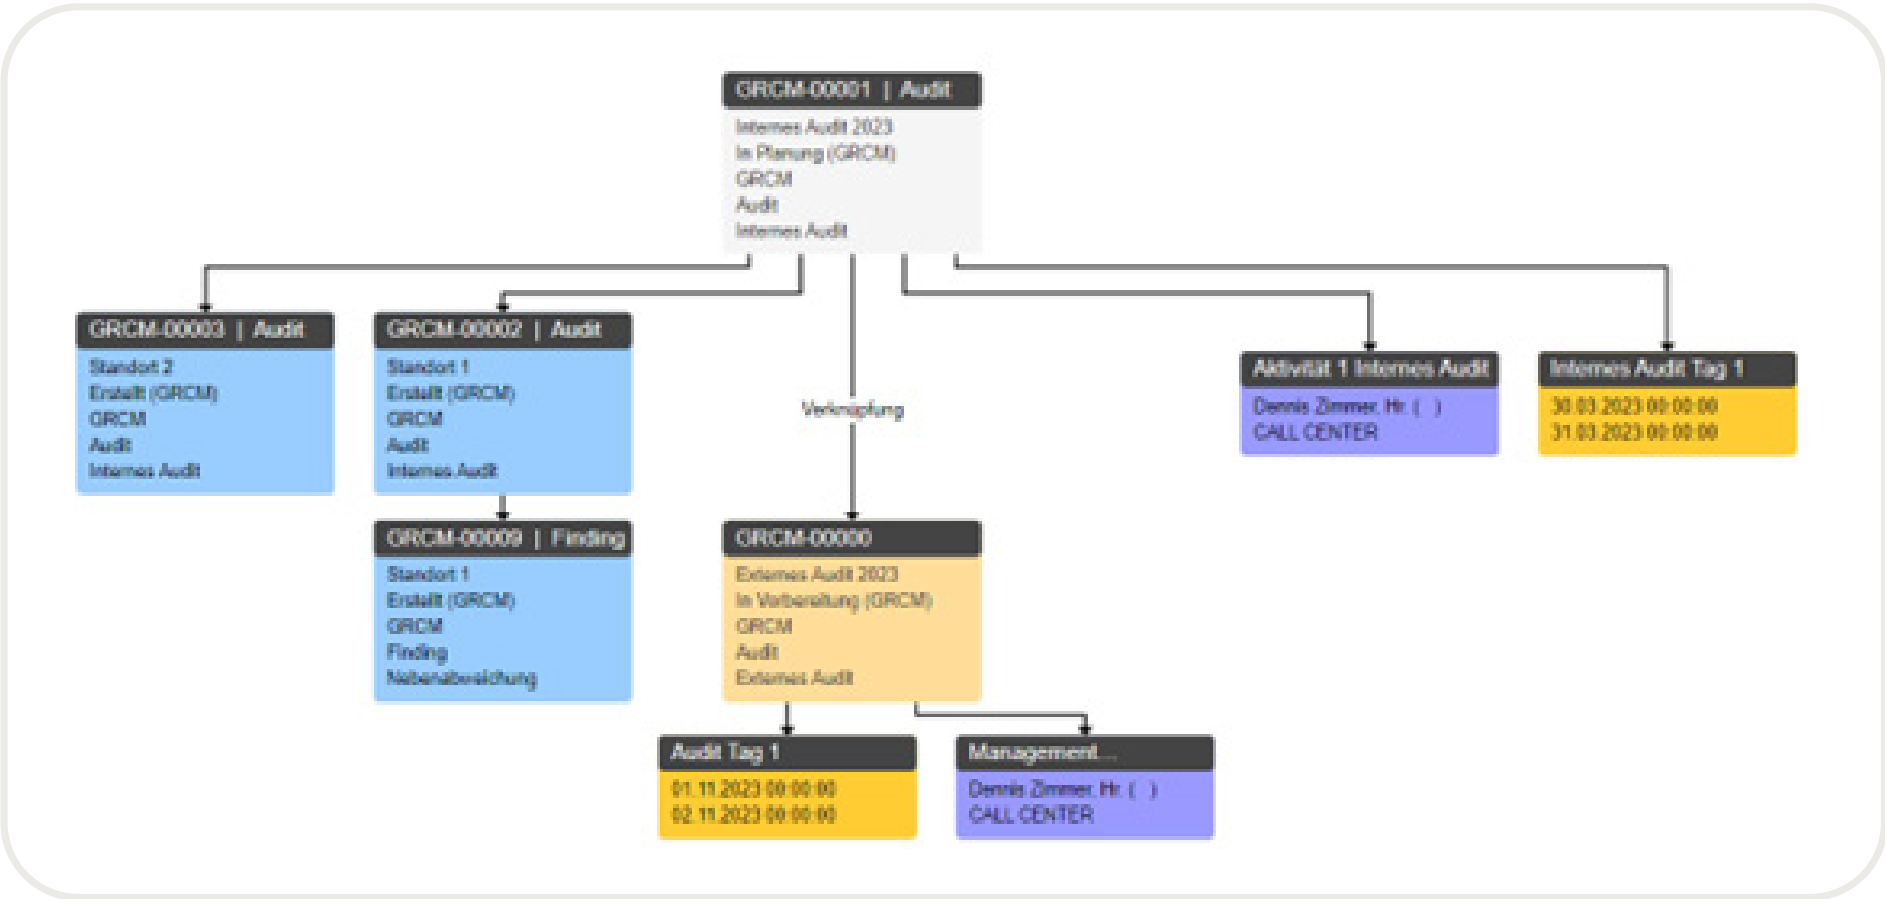 GRCM-00001 | Audit
Internes Audit 2023
In Planung (GRCM)
GRCM
Audit
Internes Audit
GRCM-00003 | Audit
Standort 2
Erstellt (GRCM)
GRCM
Audit
Internes Audit
GRCM-00002 | Audit
Standort 1
Erstellt (GRCM)
GRCM
Audit
Internes Audit
Verknüpfung
Aktivität 1 Internes Audit
Dennis Zimmer, Hr. ( )
CALL CENTER
Internes Audit Tag 1
30.03.2023 00:00:00
31.03.2023 00:00:00
GRCM-00009 | Finding
Standort 1
Erstellt (GRCM)
GRCM
Finding
Nebenabweichung
GRCM-00000
Externes Audit 2023
In Vorbereitung (GRCM)
GRCM
Audit
Externes Audit
Audit Tag 1
01.11.2023 00:00:00
02.11.2023 00:00:00
Management...
Dennis Zimmer, Hr. ( )
CALL CENTER